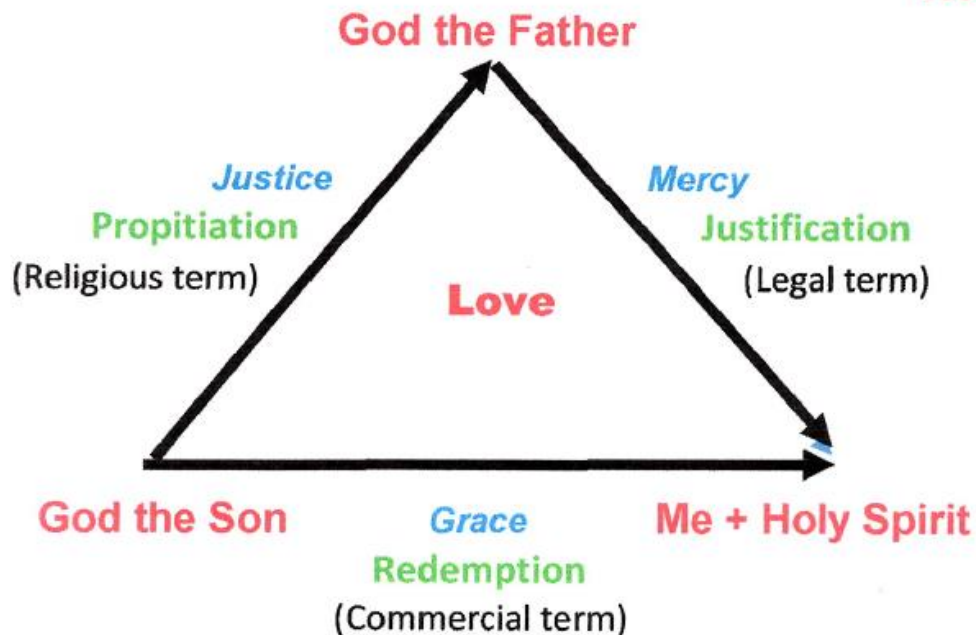 God the Father
Justice
Mercy
Propitiation
Justification
(Religious term)
(Legal term)
Love
God the Son
Grace
Me + Holy Spirit
Redemption
(Commercial term)